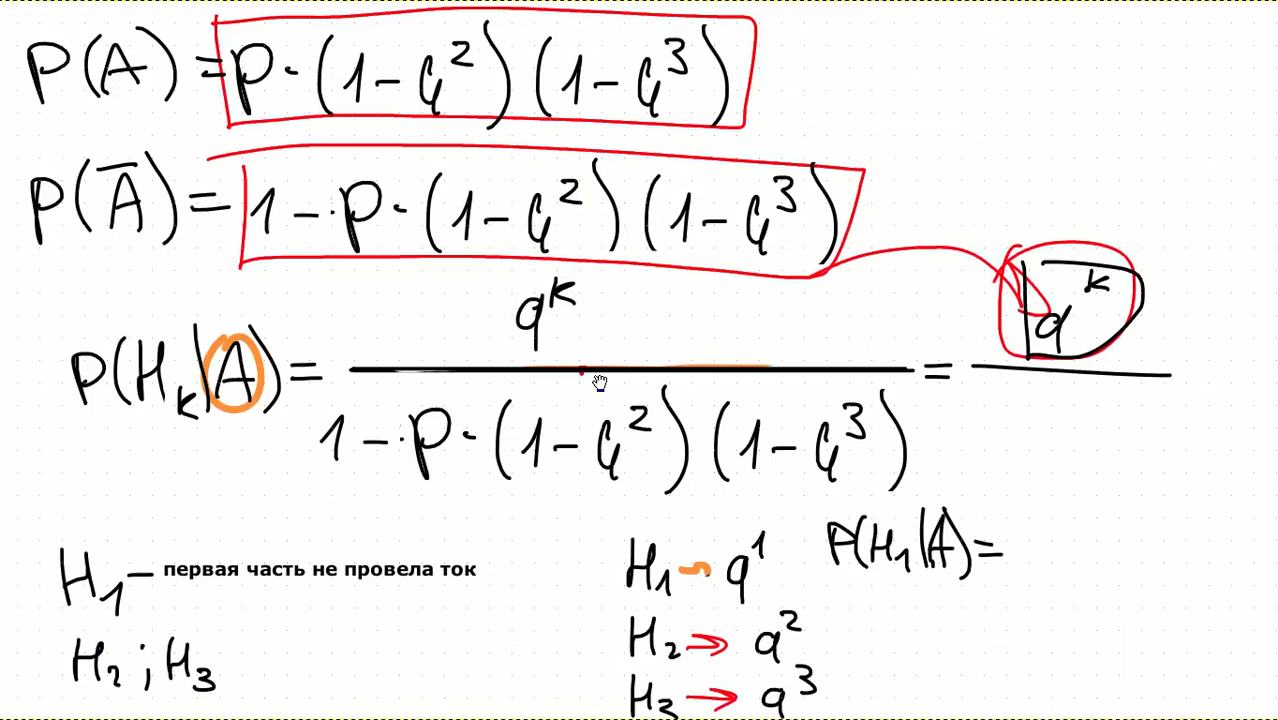 P(A) = p · (1 - q²)(1 - q³)
P(Ā) = 1 - p · (1 - q²)(1 - q³)
q^k
q^k
P(H_k|A) = ―――― = ――――
1 - p · (1 - q²)(1 - q³)
P(H₁|A) =
H₁ – первая часть не провела ток
H₁ – q¹
H₂ ; H₃
H₂ → q²
H₃ → q³